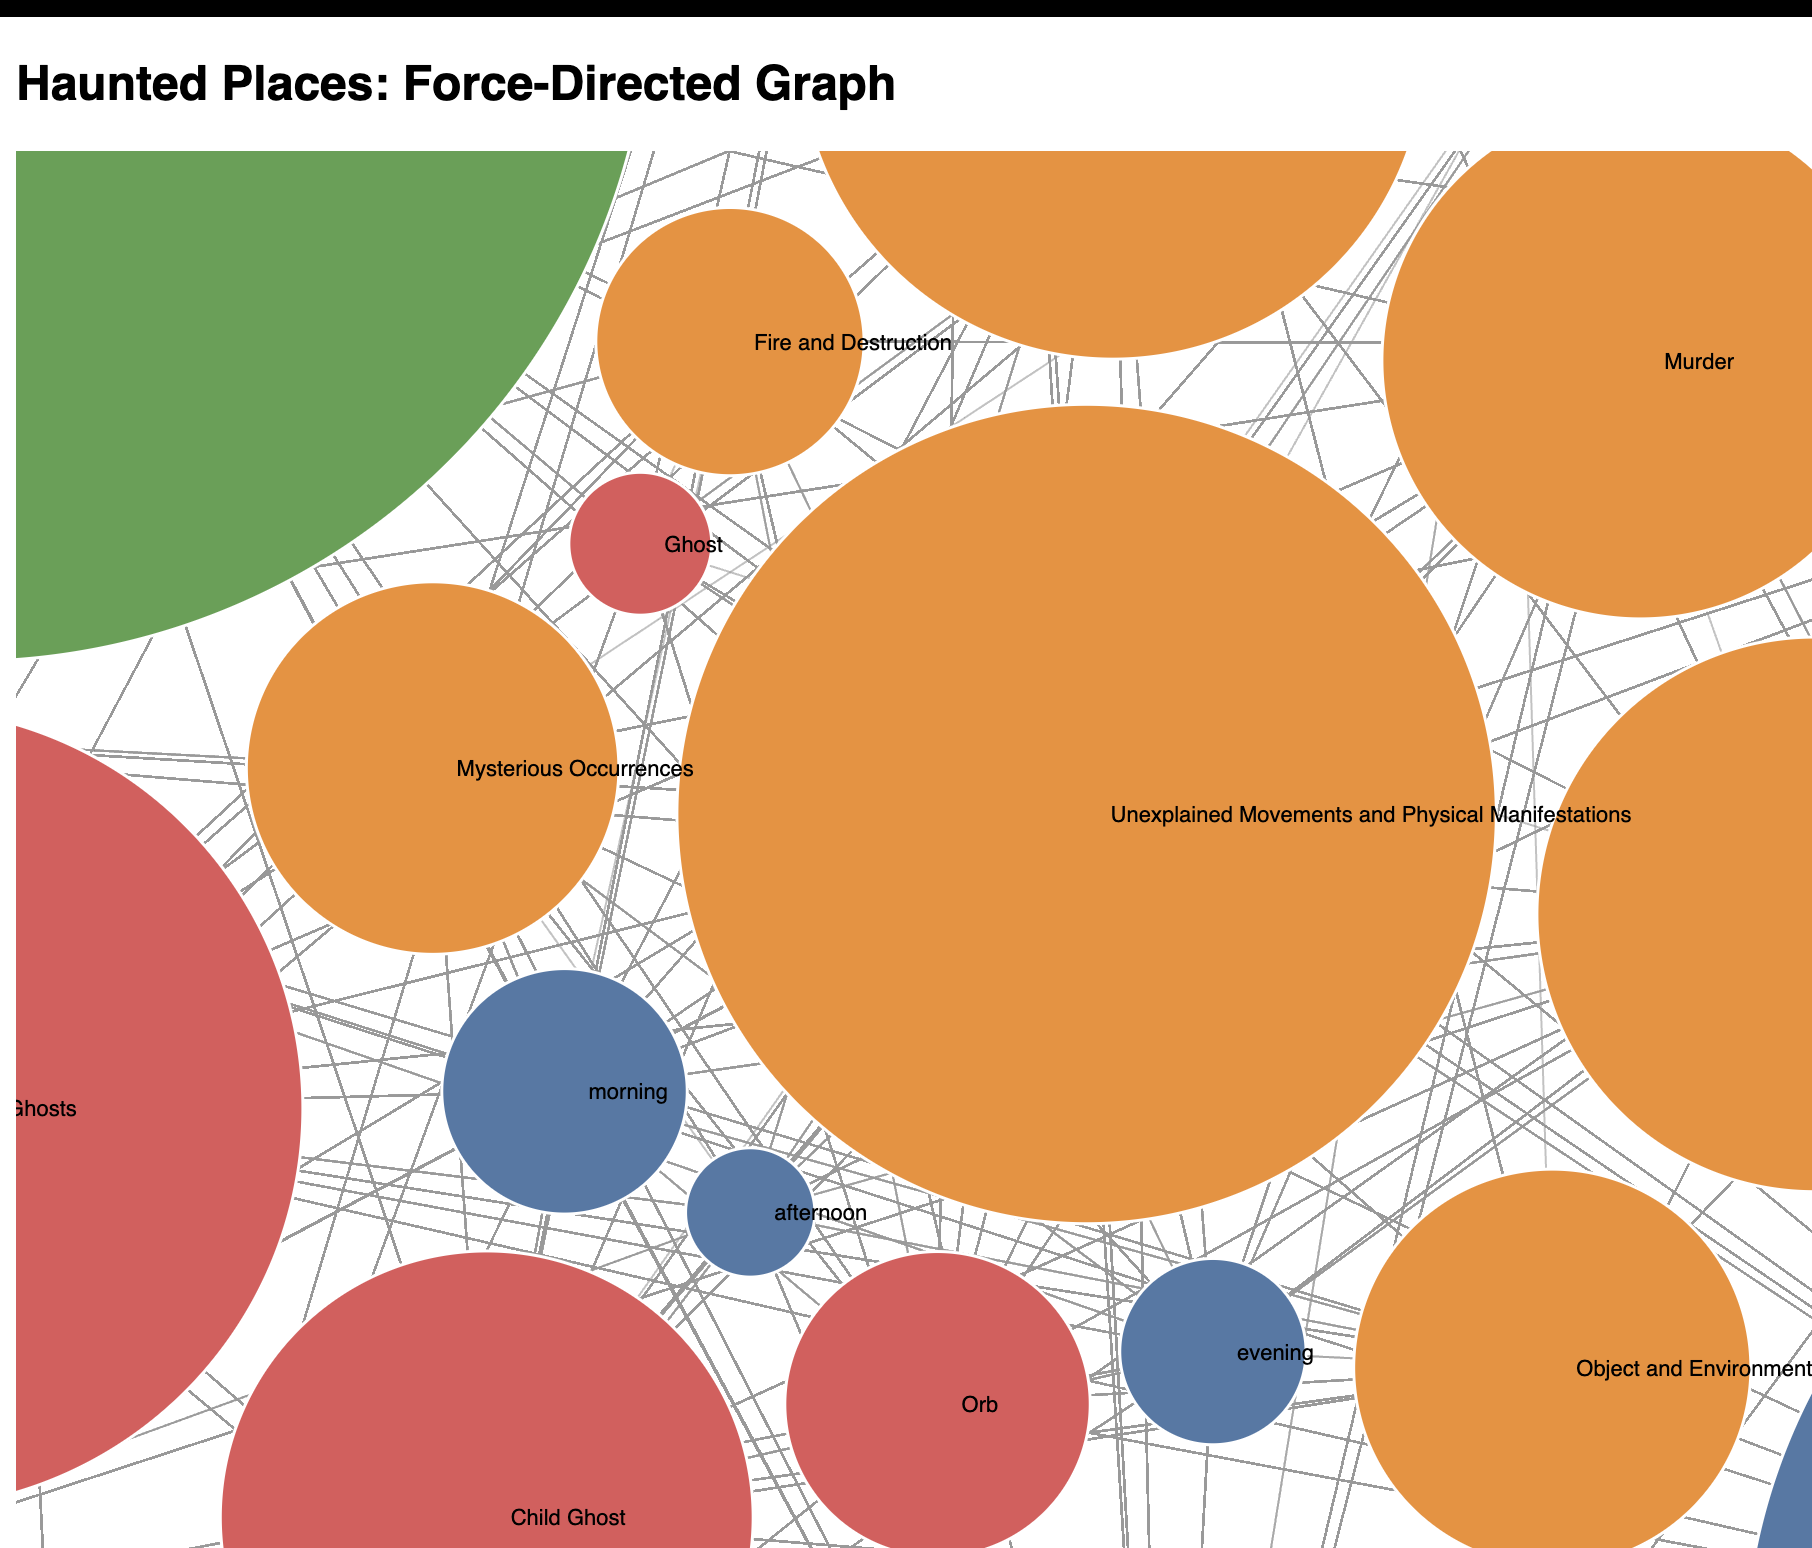 Haunted Places: Force-Directed Graph
Fire and Destruction
Murder
Ghost
Mysterious Occurrences
Unexplained Movements and Physical Manifestations
Ghosts
morning
afternoon
evening
Object and Environment
Orb
Child Ghost